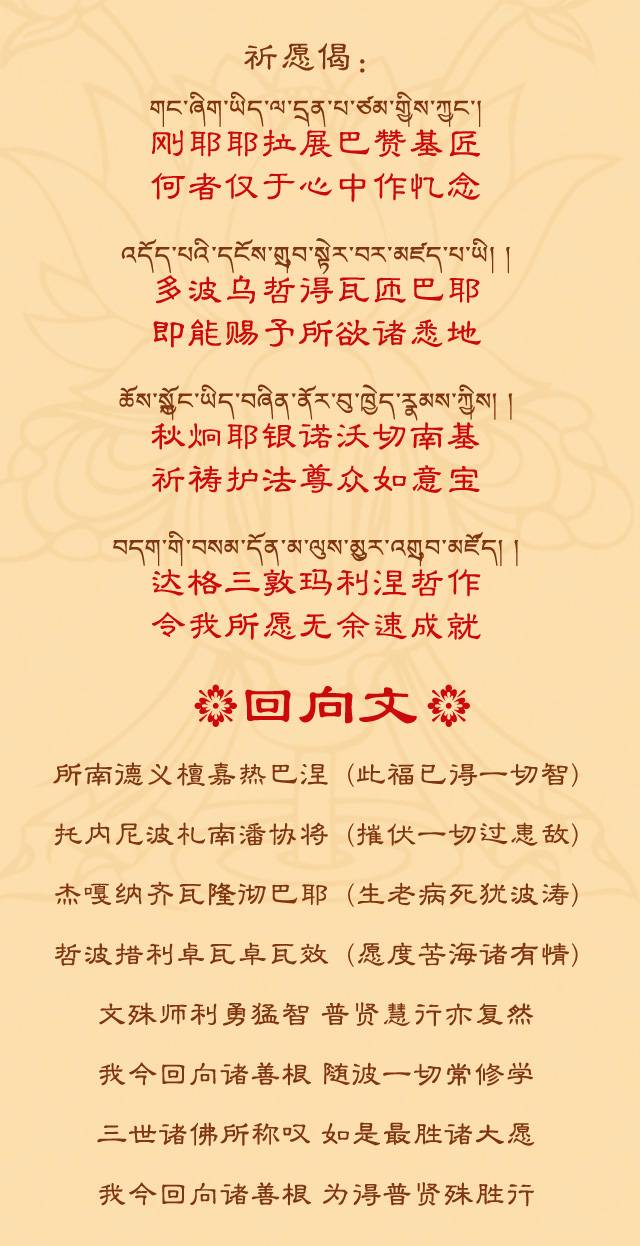 祈愿偈：
གང་ཞིག་ཡིད་ལ་དྲན་པ་ཙམ་གྱིས་ཀྱང་།
刚耶耶拉展巴赞基匠
何者仅于心中作忆念
འདོད་པའི་དངོས་གྲུབ་སྟེར་བར་མཛད་པ་ཡི། །
多波乌哲得瓦匝巴耶
即能赐予所欲诸悉地
ཆོས་སྐྱོང་ཡིད་བཞིན་ནོར་བུ་ཁྱེད་རྣམས་ཀྱིས། །
秋炯耶银诺沃切南基
祈祷护法尊众如意宝
བདག་གི་བསམ་དོན་མ་ལུས་མྱུར་འགྲུབ་མཛོད། །
达格三敦玛利涅哲作
令我所愿无余速成就
回向文
所南德义檀嘉热巴涅（此福已得一切智）
托内尼波札南潘协将（摧伏一切过患敌）
杰嘎纳齐瓦隆彻巴耶（生老病死犹波涛）
哲波措利卓瓦卓瓦效（愿度苦海诸有情）
文殊师利勇猛智 普贤慧行亦复然
我今回向诸善根 随波一切常修学
三世诸佛所称叹 如是最胜诸大愿
我今回向诸善根 为得普贤殊胜行